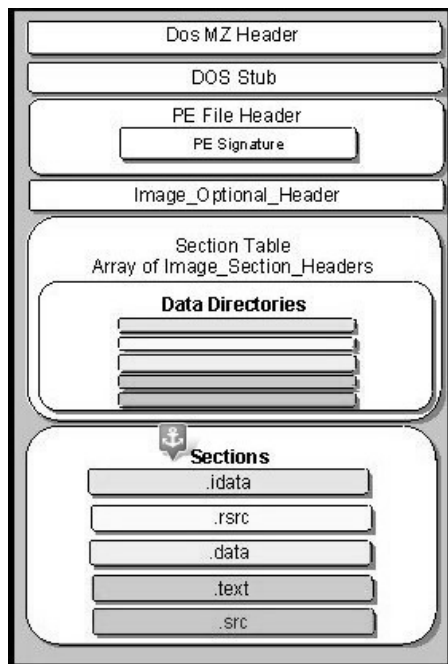 Dos MZ Header
DOS Stub
PE File Header
PE Signature
Image_Optional_Header
Section Table
Array of Image_Section_Headers
Data Directories
Sections
.idata
.rsrc
.data
.text
.src